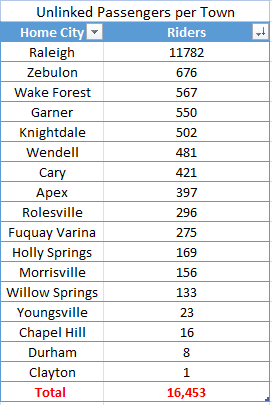 Unlinked Passengers per Town
Home City Riders
Raleigh 11782
Zebulon 676
Wake Forest 567
Garner 550
Knightdale 502
Wendell 481
Cary 421
Apex 397
Rolesville 296
Fuquay Varina 275
Holly Springs 169
Morrisville 156
Willow Springs 133
Youngsville 23
Chapel Hill 16
Durham 8
Clayton 1
Total 16,453